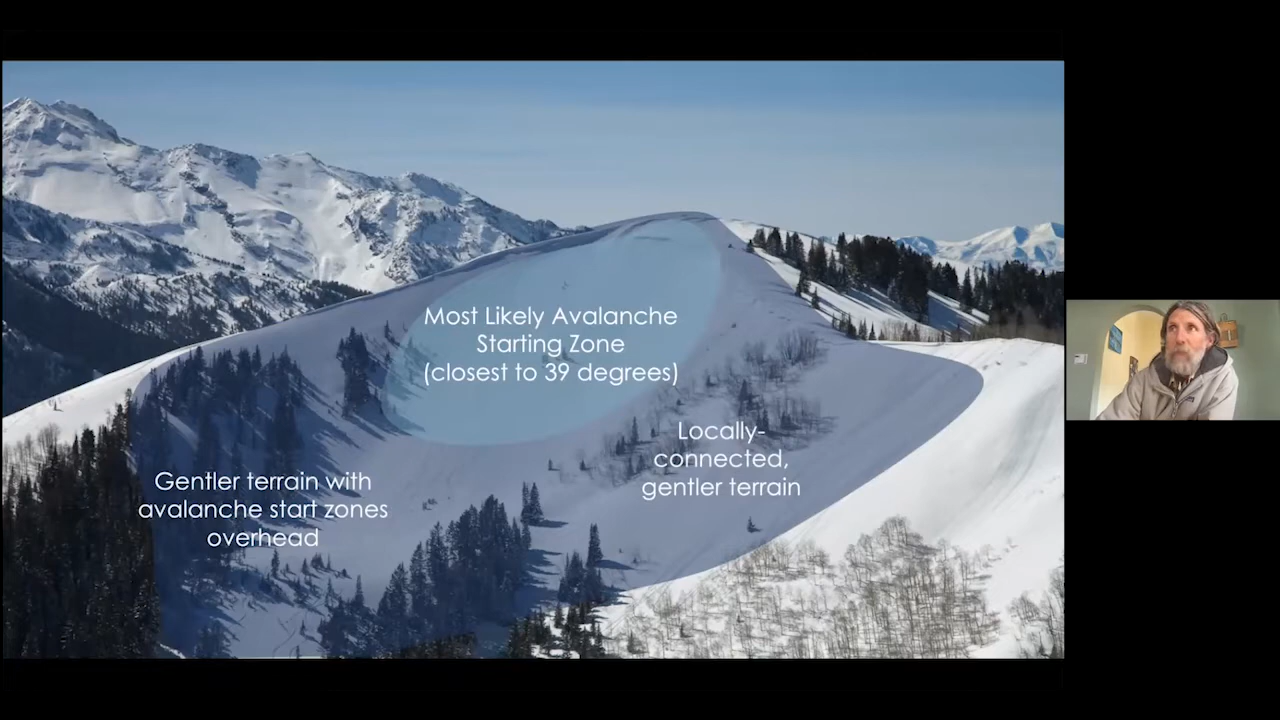 Most Likely Avalanche
Starting Zone
(closest to 39 degrees)
Locally-
connected,
gentler terrain
Gentler terrain with
avalanche start zones
overhead